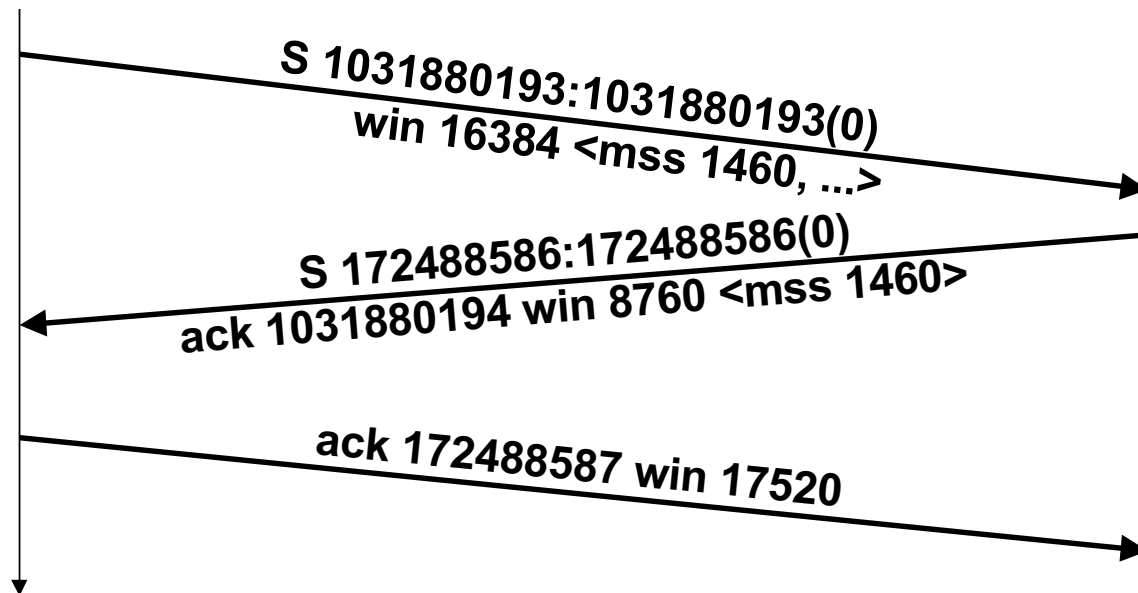 S 1031880193:1031880193(0)
win 16384 <mss 1460, ...>
S 172488586:172488586(0)
ack 1031880194 win 8760 <mss 1460>
ack 172488587 win 17520